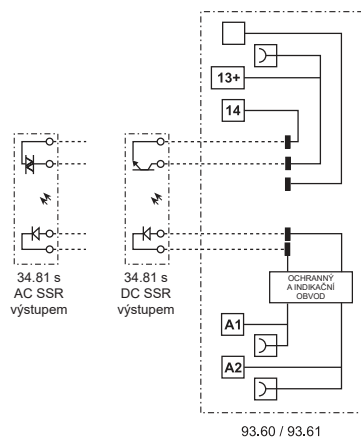 13+
14
34.81 s
AC SSR
výstupem
34.81 s
DC SSR
výstupem
OCHRANNÝ
A INDIKAČNÍ
OBVOD
A1
A2
93.60 / 93.61